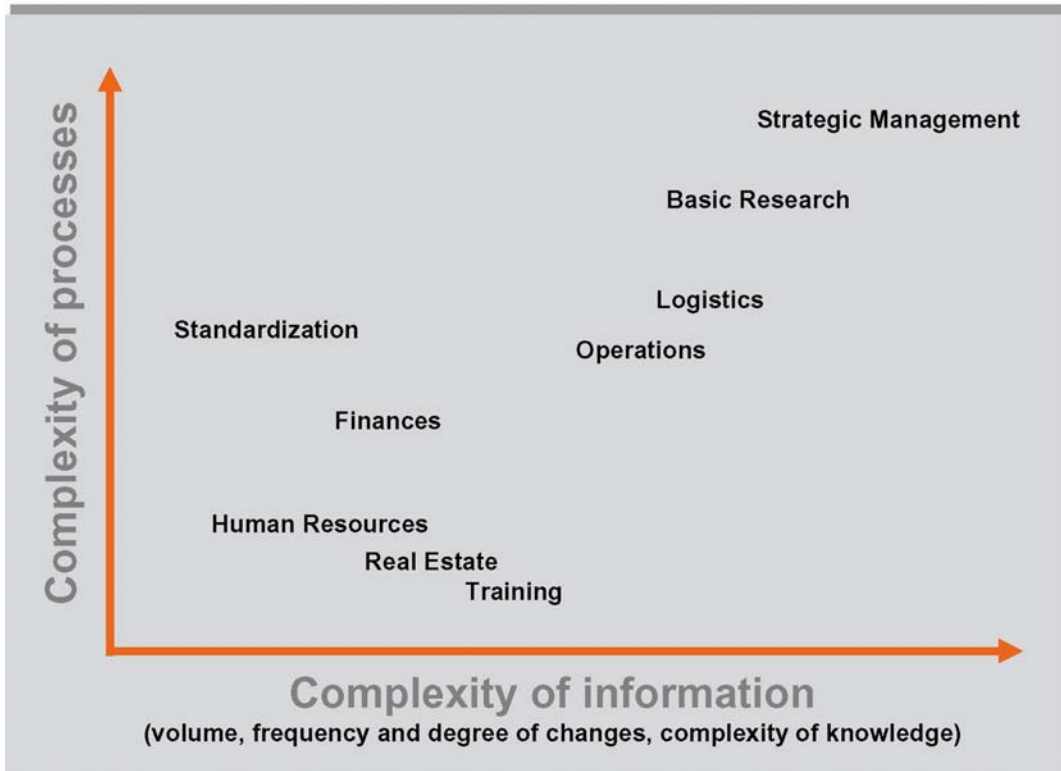 Complexity of processes
Strategic Management
Basic Research
Logistics
Standardization
Operations
Finances
Human Resources
Real Estate
Training
Complexity of information
(volume, frequency and degree of changes, complexity of knowledge)